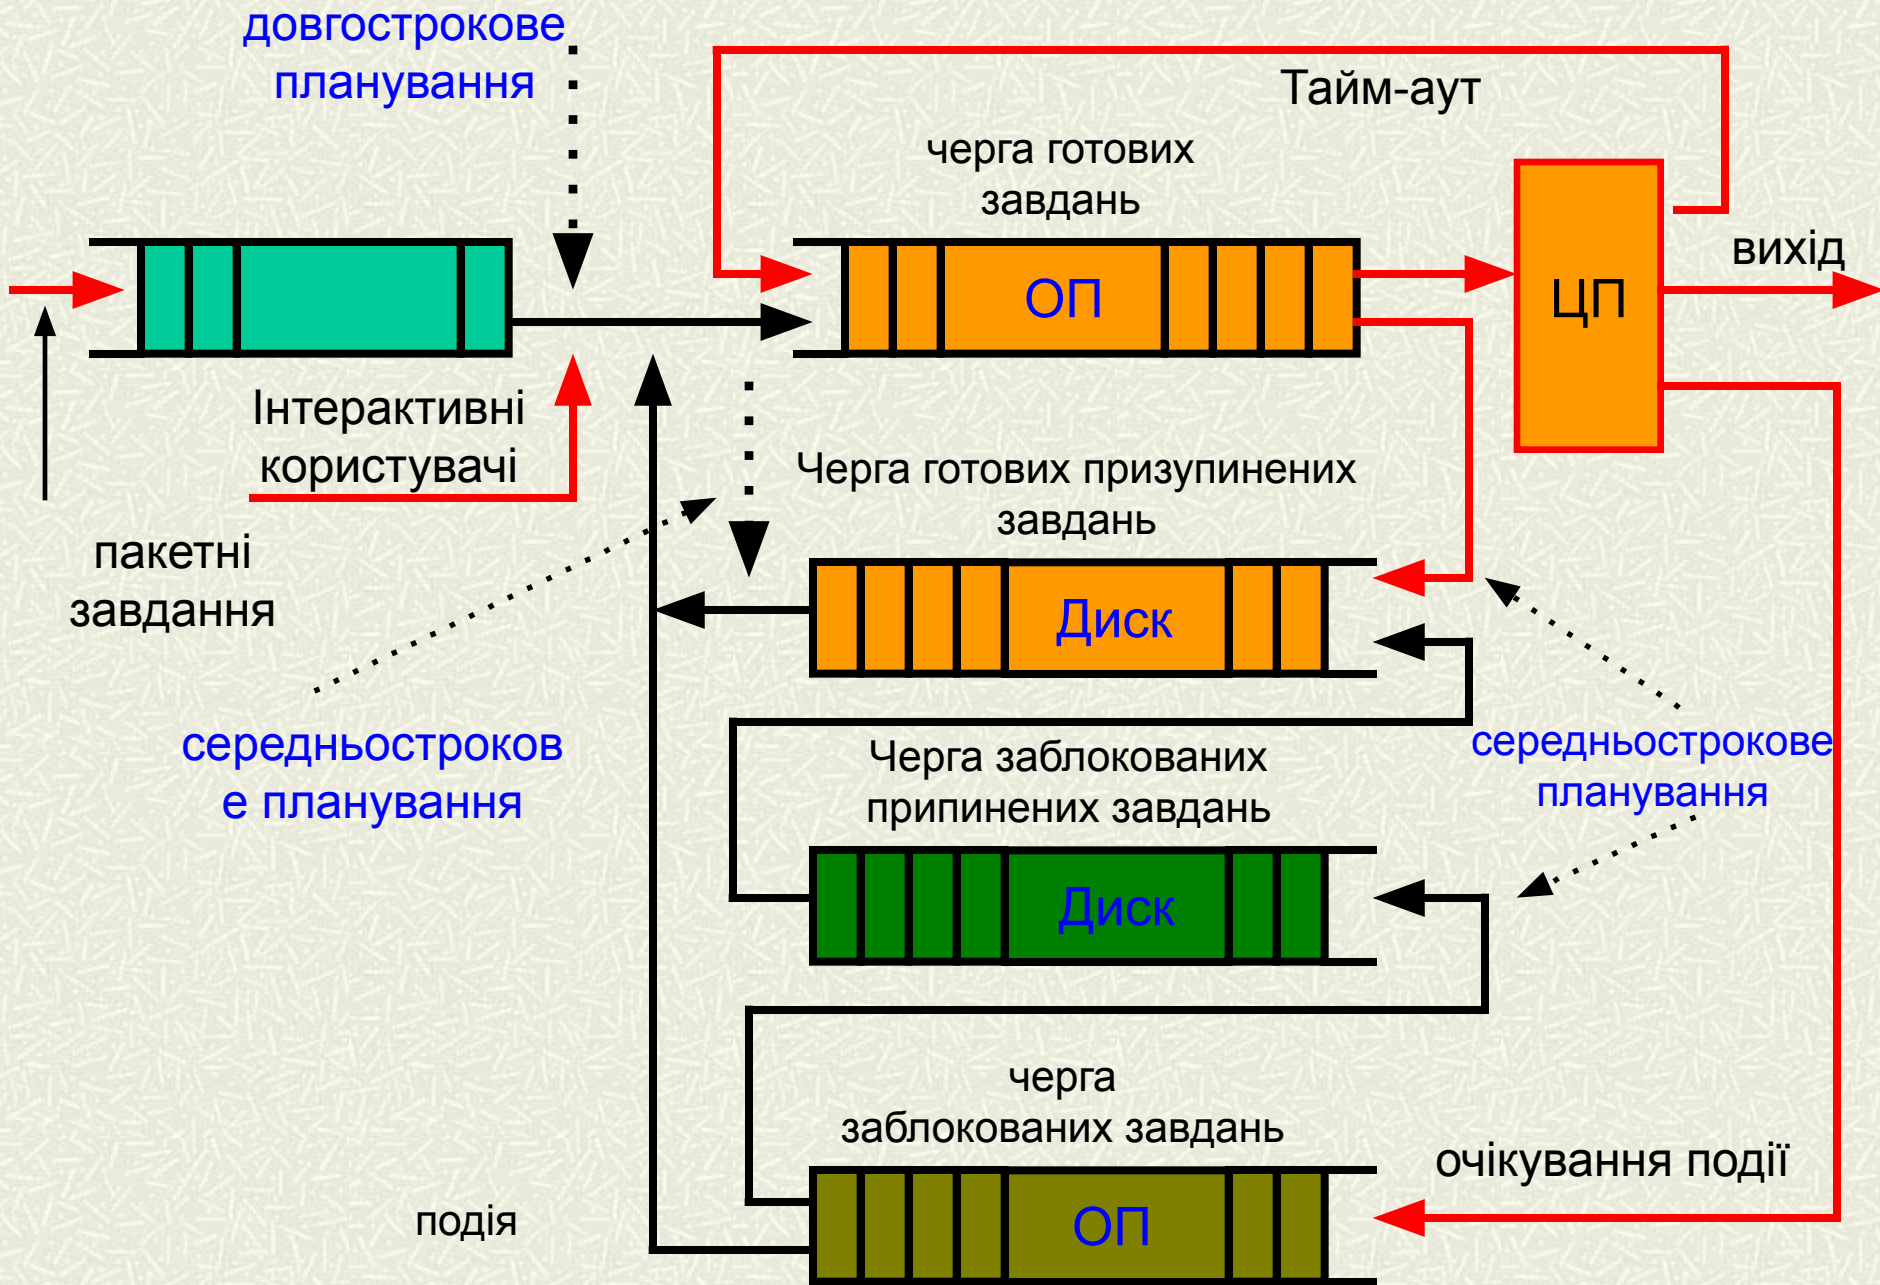 довгострокове
планування
Тайм-аут
черга готових
завдань
вихід
ОП
ЦП
Інтерактивні
користувачі
Черга готових призупинених
завдань
пакетні
завдання
Диск
середньостроков
е планування
середньострокове
планування
Черга заблокованих
припинених завдань
Диск
черга
заблокованих завдань
очікування події
подія
ОП